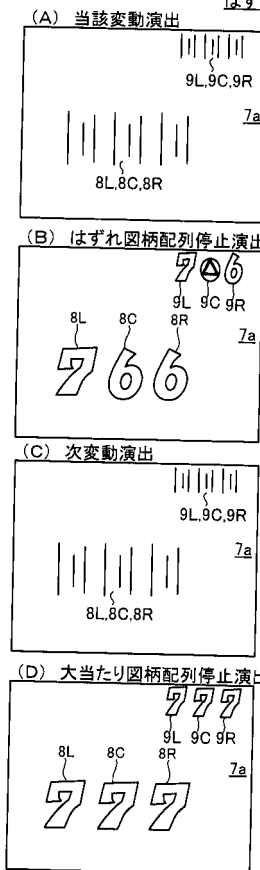 はず
(A) 当該変動演出
9L,9C,9R
7a
8L,8C,8R
(B) はずれ図柄配列停止演出
7 6
9L 9C 9R
8L 8C 8R
7a
7 6 6
(C) 次変動演出
9L,9C,9R
7a
8L,8C,8R
(D) 大当たり図柄配列停止演出
7 7 7
9L 9C 9R
8L 8C 8R
7a
7 7 7